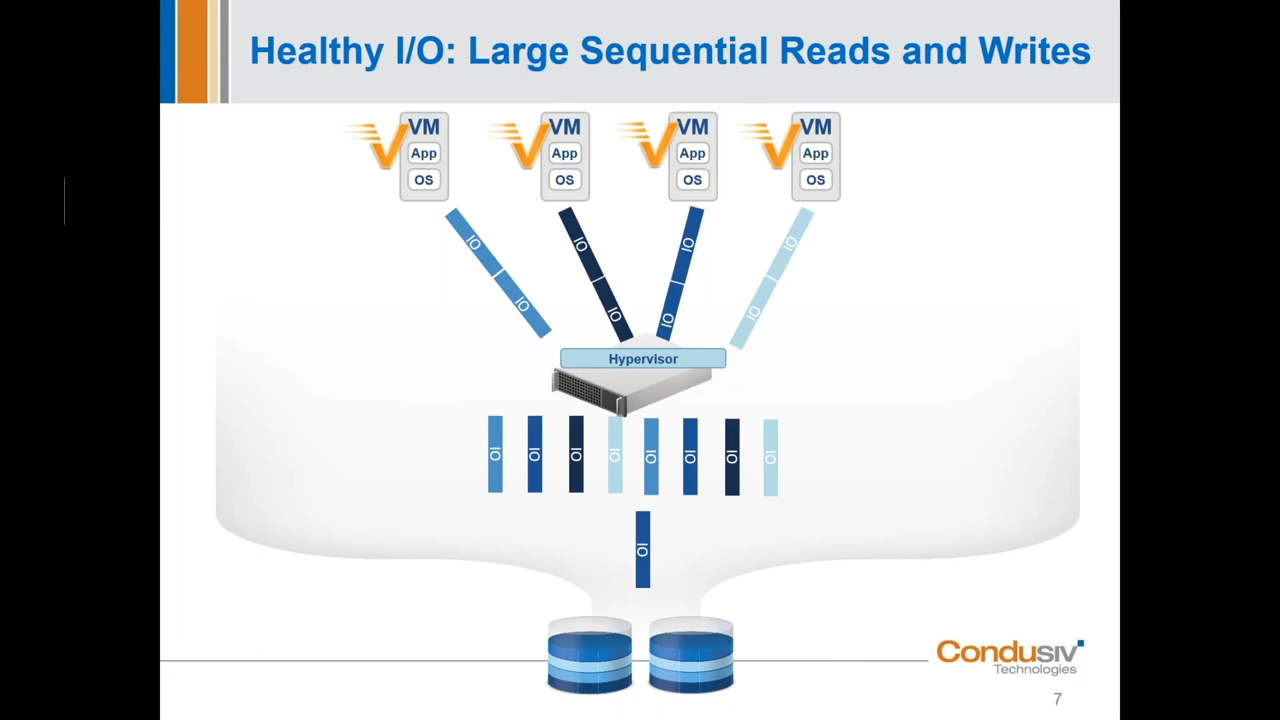 Healthy I/O: Large Sequential Reads and Writes
VM VM VM VM
App App App App
OS OS OS OS
IO IO IO IO
IO IO IO IO
Hypervisor
IO IO IO IO IO IO IO IO
IO
Condusiv
Technologies
7